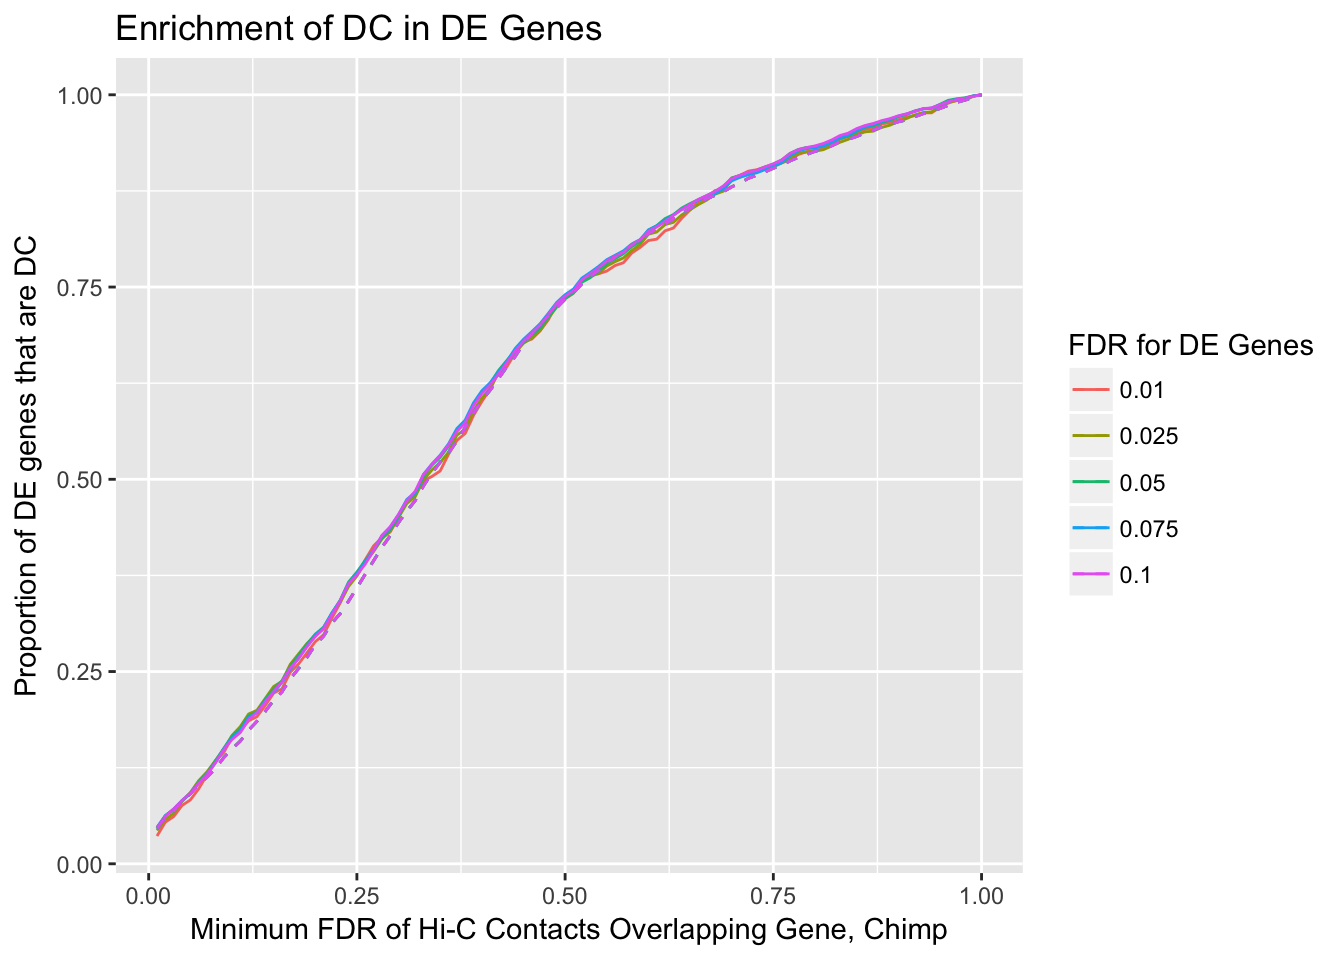 Enrichment of DC in DE Genes
Proportion of DE genes that are DC
1.00
0.75
0.50
0.25
0.00
0.00 0.25 0.50 0.75 1.00
Minimum FDR of Hi-C Contacts Overlapping Gene, Chimp
FDR for DE Genes
0.01
0.025
0.05
0.075
0.1